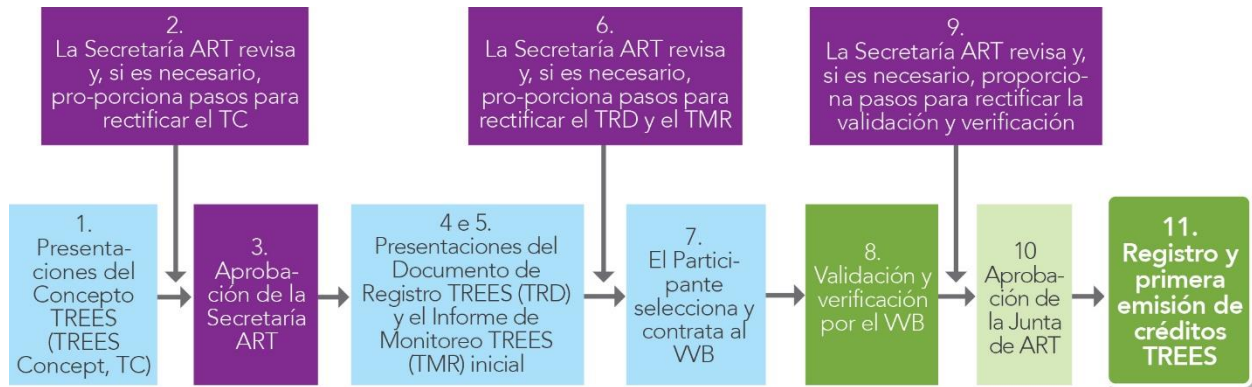 2.
La Secretaría ART revisa
y, si es necesario,
pro-porciona pasos para
rectificar el TC
6.
La Secretaría ART revisa
y, si es necesario,
pro-porciona pasos para
rectificar el TRD y el TMR
9.
La Secretaría ART revisa y,
si es necesario, proporcio-
na pasos para rectificar la
validación y verificación
1.
Presenta-
ciones del
Concepto
TREES
(TREES
Concept, TC)
3.
Aproba-
ción de la
Secretaría
ART
4 e 5.
Presentaciones del
Documento de
Registro TREES (TRD)
y el Informe de
Monitoreo TREES
(TMR) inicial
7.
El Partici-
pante
selecciona y
contrata al
VVB
8.
Validación y
verificación
por el VVB
10
Aproba-
ción de
la Junta
de ART
11.
Registro y
primera
emisión de
créditos
TREES